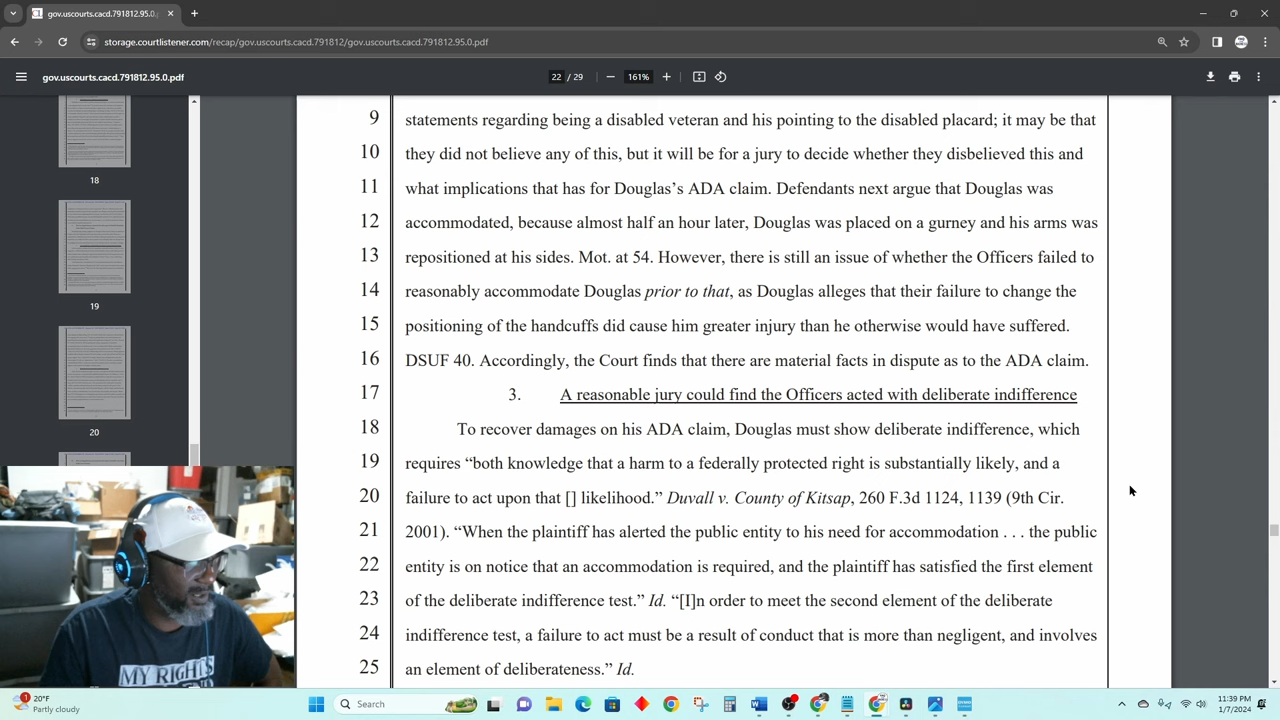 gov.uscourts.cacd.791812.95.0.p
storage.courtlistener.com/recap/gov.uscourts.cacd.791812/gov.uscourts.cacd.791812.95.0.pdf
gov.uscourts.cacd.791812.95.0.pdf
22 / 29
161%
18
19
20
9 statements regarding being a disabled veteran and his pointing to the disabled placard; it may be that
10 they did not believe any of this, but it will be for a jury to decide whether they disbelieved this and
11 what implications that has for Douglas’s ADA claim. Defendants next argue that Douglas was
12 accommodated, because almost half an hour later, Douglas was placed on a gurney and his arms was
13 repositioned at his sides. Mot. at 54. However, there is still an issue of whether the Officers failed to
14 reasonably accommodate Douglas prior to that, as Douglas alleges that their failure to change the
15 positioning of the handcuffs did cause him greater injury than he otherwise would have suffered.
16 DSUF 40. Accordingly, the Court finds that there are material facts in dispute as to the ADA claim.
17 3. A reasonable jury could find the Officers acted with deliberate indifference
18 To recover damages on his ADA claim, Douglas must show deliberate indifference, which
19 requires “both knowledge that a harm to a federally protected right is substantially likely, and a
20 failure to act upon that [] likelihood.” Duvall v. County of Kitsap, 260 F.3d 1124, 1139 (9th Cir.
21 2001). “When the plaintiff has alerted the public entity to his need for accommodation . . . the public
22 entity is on notice that an accommodation is required, and the plaintiff has satisfied the first element
23 of the deliberate indifference test.” Id. “[I]n order to meet the second element of the deliberate
24 indifference test, a failure to act must be a result of conduct that is more than negligent, and involves
25 an element of deliberateness.” Id.
MY RIGHTS
1
20°F
Partly cloudy
Search
11:39 PM
1/7/2024